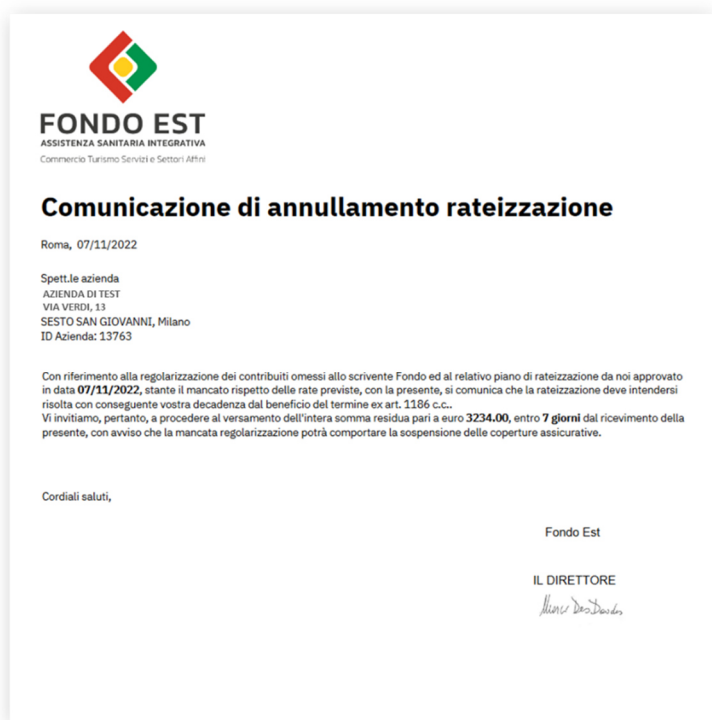 FONDO EST
ASSISTENZA SANITARIA INTEGRATIVA
Commercio Turismo Servizi e Settori Affini
Comunicazione di annullamento rateizzazione
Roma, 07/11/2022
Spett.le azienda
AZIENDA DI TEST
VIA VERDI, 13
SESTO SAN GIOVANNI, Milano
ID Azienda: 13763
Con riferimento alla regolarizzazione dei contributi omessi allo scrivente Fondo ed al relativo piano di rateizzazione da noi approvato
in data 07/11/2022, stante il mancato rispetto delle rate previste, con la presente, si comunica che la rateizzazione deve intendersi
risolta con conseguente vostra decadenza dal beneficio del termine ex art. 1186 c.c..
Vi invitiamo, pertanto, a procedere al versamento dell'intera somma residua pari a euro 3234.00, entro 7 giorni dal ricevimento della
presente, con avviso che la mancata regolarizzazione potrà comportare la sospensione delle coperture assicurative.
Cordiali saluti,
Fondo Est
IL DIRETTORE